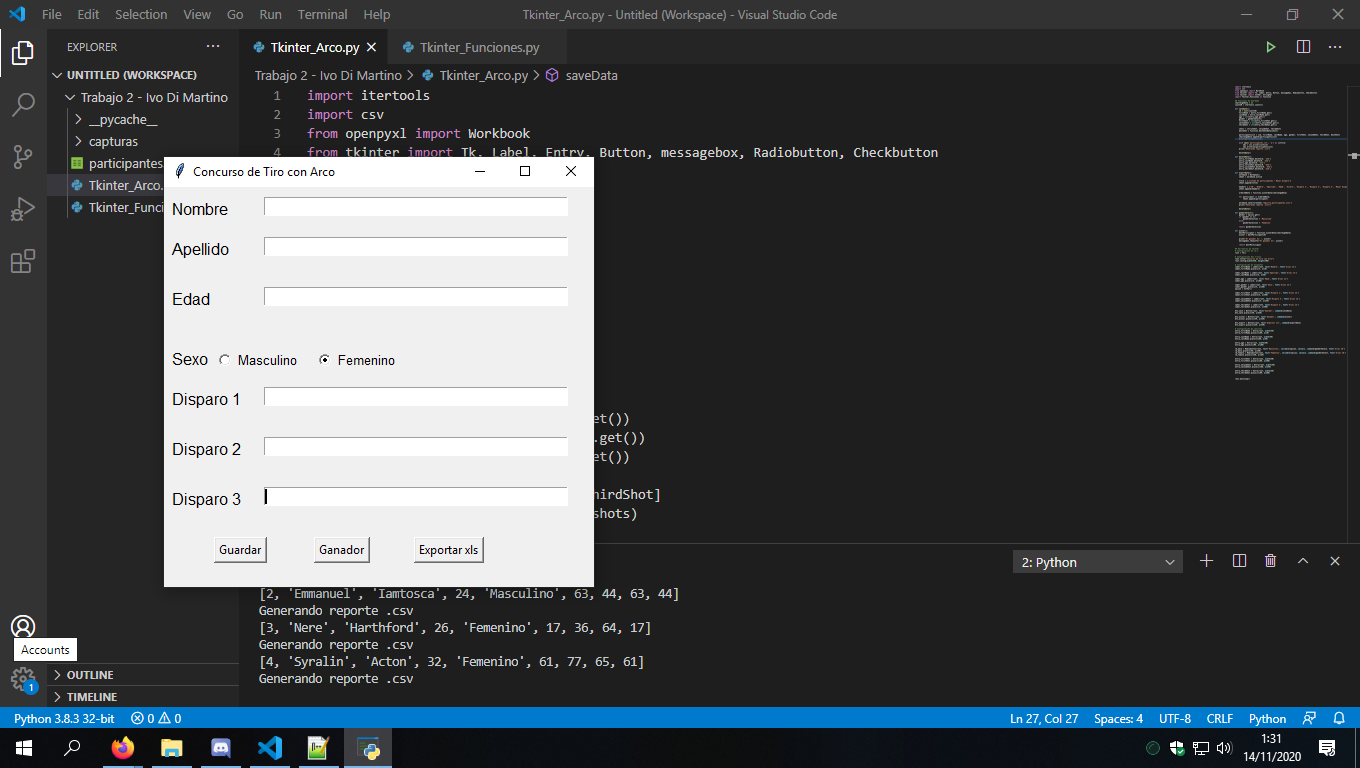 File Edit Selection View Go Run Terminal Help
Tkinter_Arco.py - Untitled (Workspace) - Visual Studio Code
EXPLORER
Tkinter_Arco.py
Tkinter_Funciones.py
UNTITLED (WORKSPACE)
Trabajo 2 - Ivo Di Martino
__pycache__
capturas
participantes
Tkinter_Arco.
Tkinter_Funci
Trabajo 2 - Ivo Di Martino > Tkinter_Arco.py > saveData
1 import itertools
2 import csv
3 from openpyxl import Workbook
4 from tkinter import Tk, Label, Entry, Button, messagebox, Radiobutton, Checkbutton
Concurso de Tiro con Arco
Nombre
Apellido
Edad
Sexo Masculino Femenino
Disparo 1
Disparo 2
Disparo 3
Guardar Ganador Exportar xls
et())
.get())
et())
hirdShot]
shots)
2: Python
[2, 'Emmanuel', 'Iamtosca', 24, 'Masculino', 63, 44, 63, 44]
Generando reporte .csv
[3, 'Nere', 'Harthford', 26, 'Femenino', 17, 36, 64, 17]
Generando reporte .csv
[4, 'Syralin', 'Acton', 32, 'Femenino', 61, 77, 65, 61]
Generando reporte .csv
Accounts
1
OUTLINE
TIMELINE
Python 3.8.3 32-bit 0 0
Ln 27, Col 27 Spaces: 4 UTF-8 CRLF Python
1:31
14/11/2020